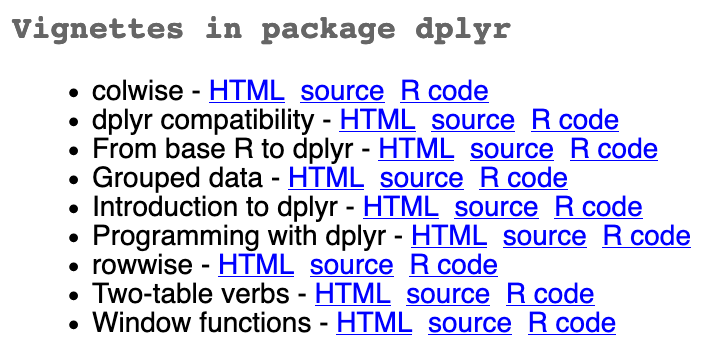 Vignettes in package dplyr
• colwise - HTML source R code
• dplyr compatibility - HTML source R code
• From base R to dplyr - HTML source R code
• Grouped data - HTML source R code
• Introduction to dplyr - HTML source R code
• Programming with dplyr - HTML source R code
• rowwise - HTML source R code
• Two-table verbs - HTML source R code
• Window functions - HTML source R code